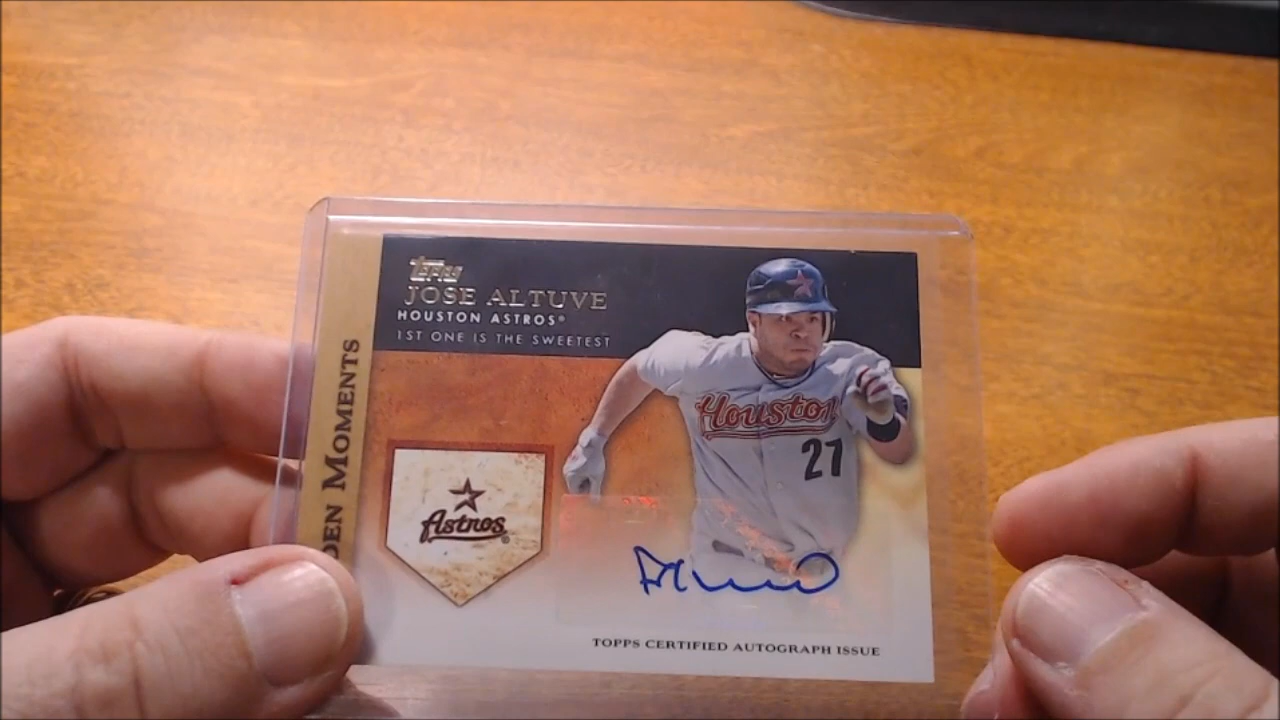 Topps
JOSE ALTUVE
HOUSTON ASTROS®
1ST ONE IS THE SWEETEST
DEN MOMENTS
Houston
27
Astros®
TOPPS CERTIFIED AUTOGRAPH ISSUE